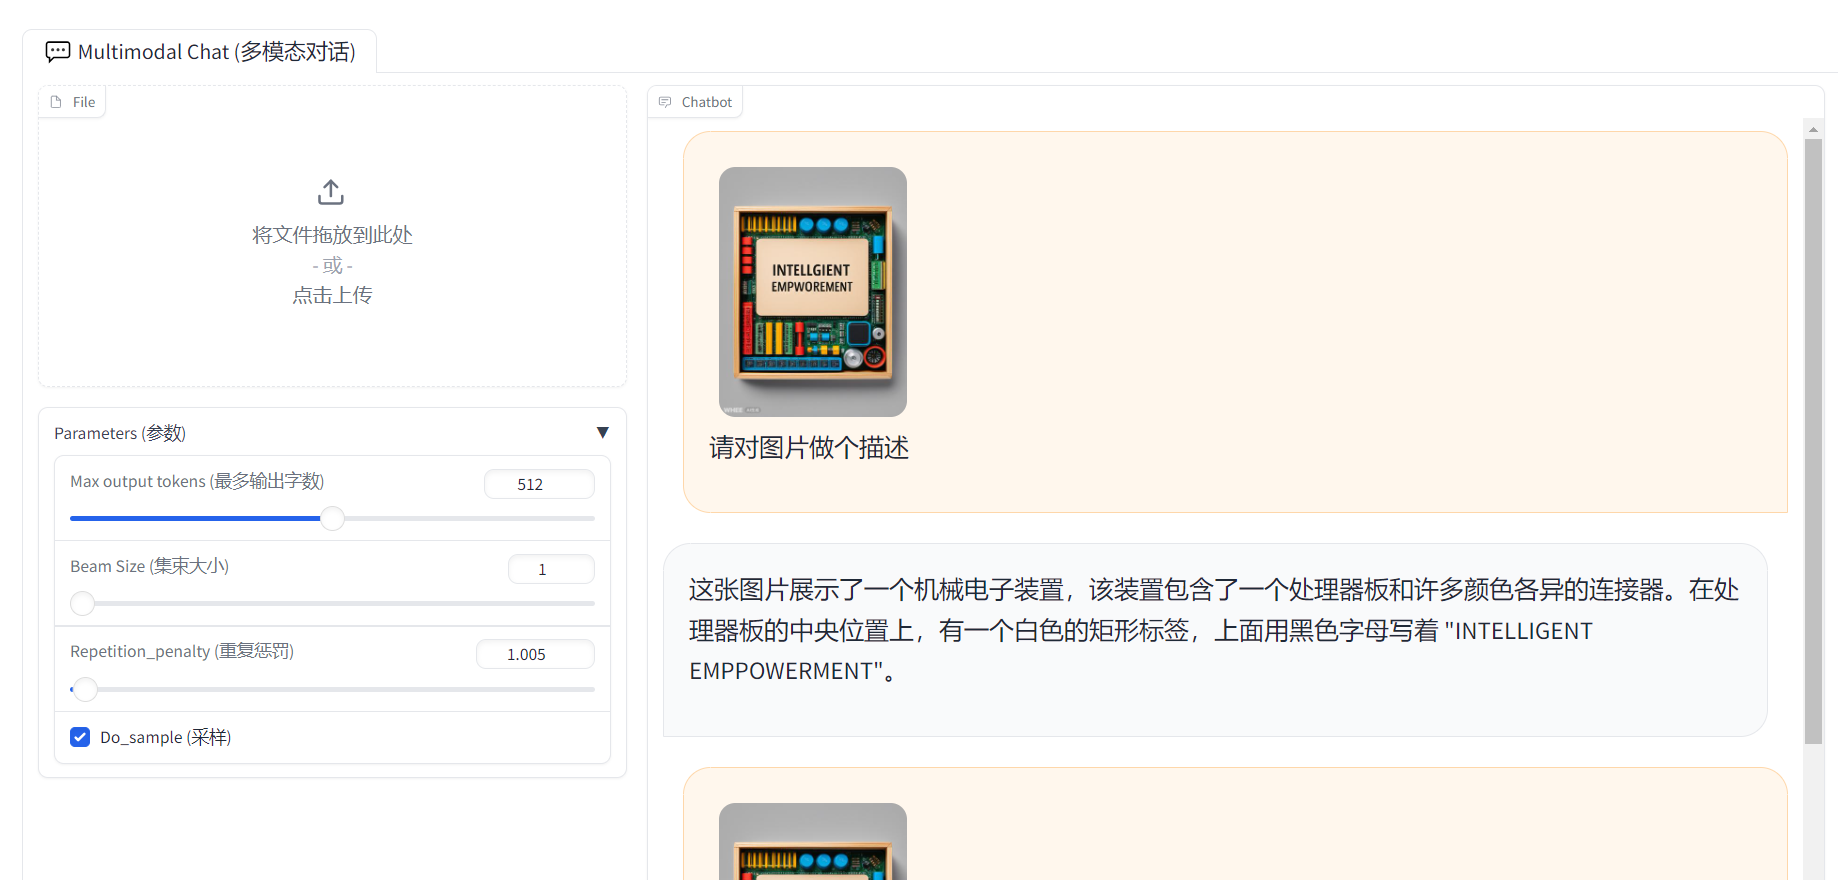 Multimodal Chat (多模态对话)
File
将文件拖放到此处
- 或 -
点击上传
Parameters (参数)
▼
Max output tokens (最多输出字数)
512
Beam Size (集束大小)
1
Repetition_penalty (重复惩罚)
1.005
Do_sample (采样)
Chatbot
INTELLGIENT
EMPWOREMENT
请对图片做个描述
这张图片展示了一个机械电子装置，该装置包含了一个处理器板和许多颜色各异的连接器。在处
理器板的中央位置上，有一个白色的矩形标签，上面用黑色字母写着 "INTELLIGENT
EMPPOWERMENT"。